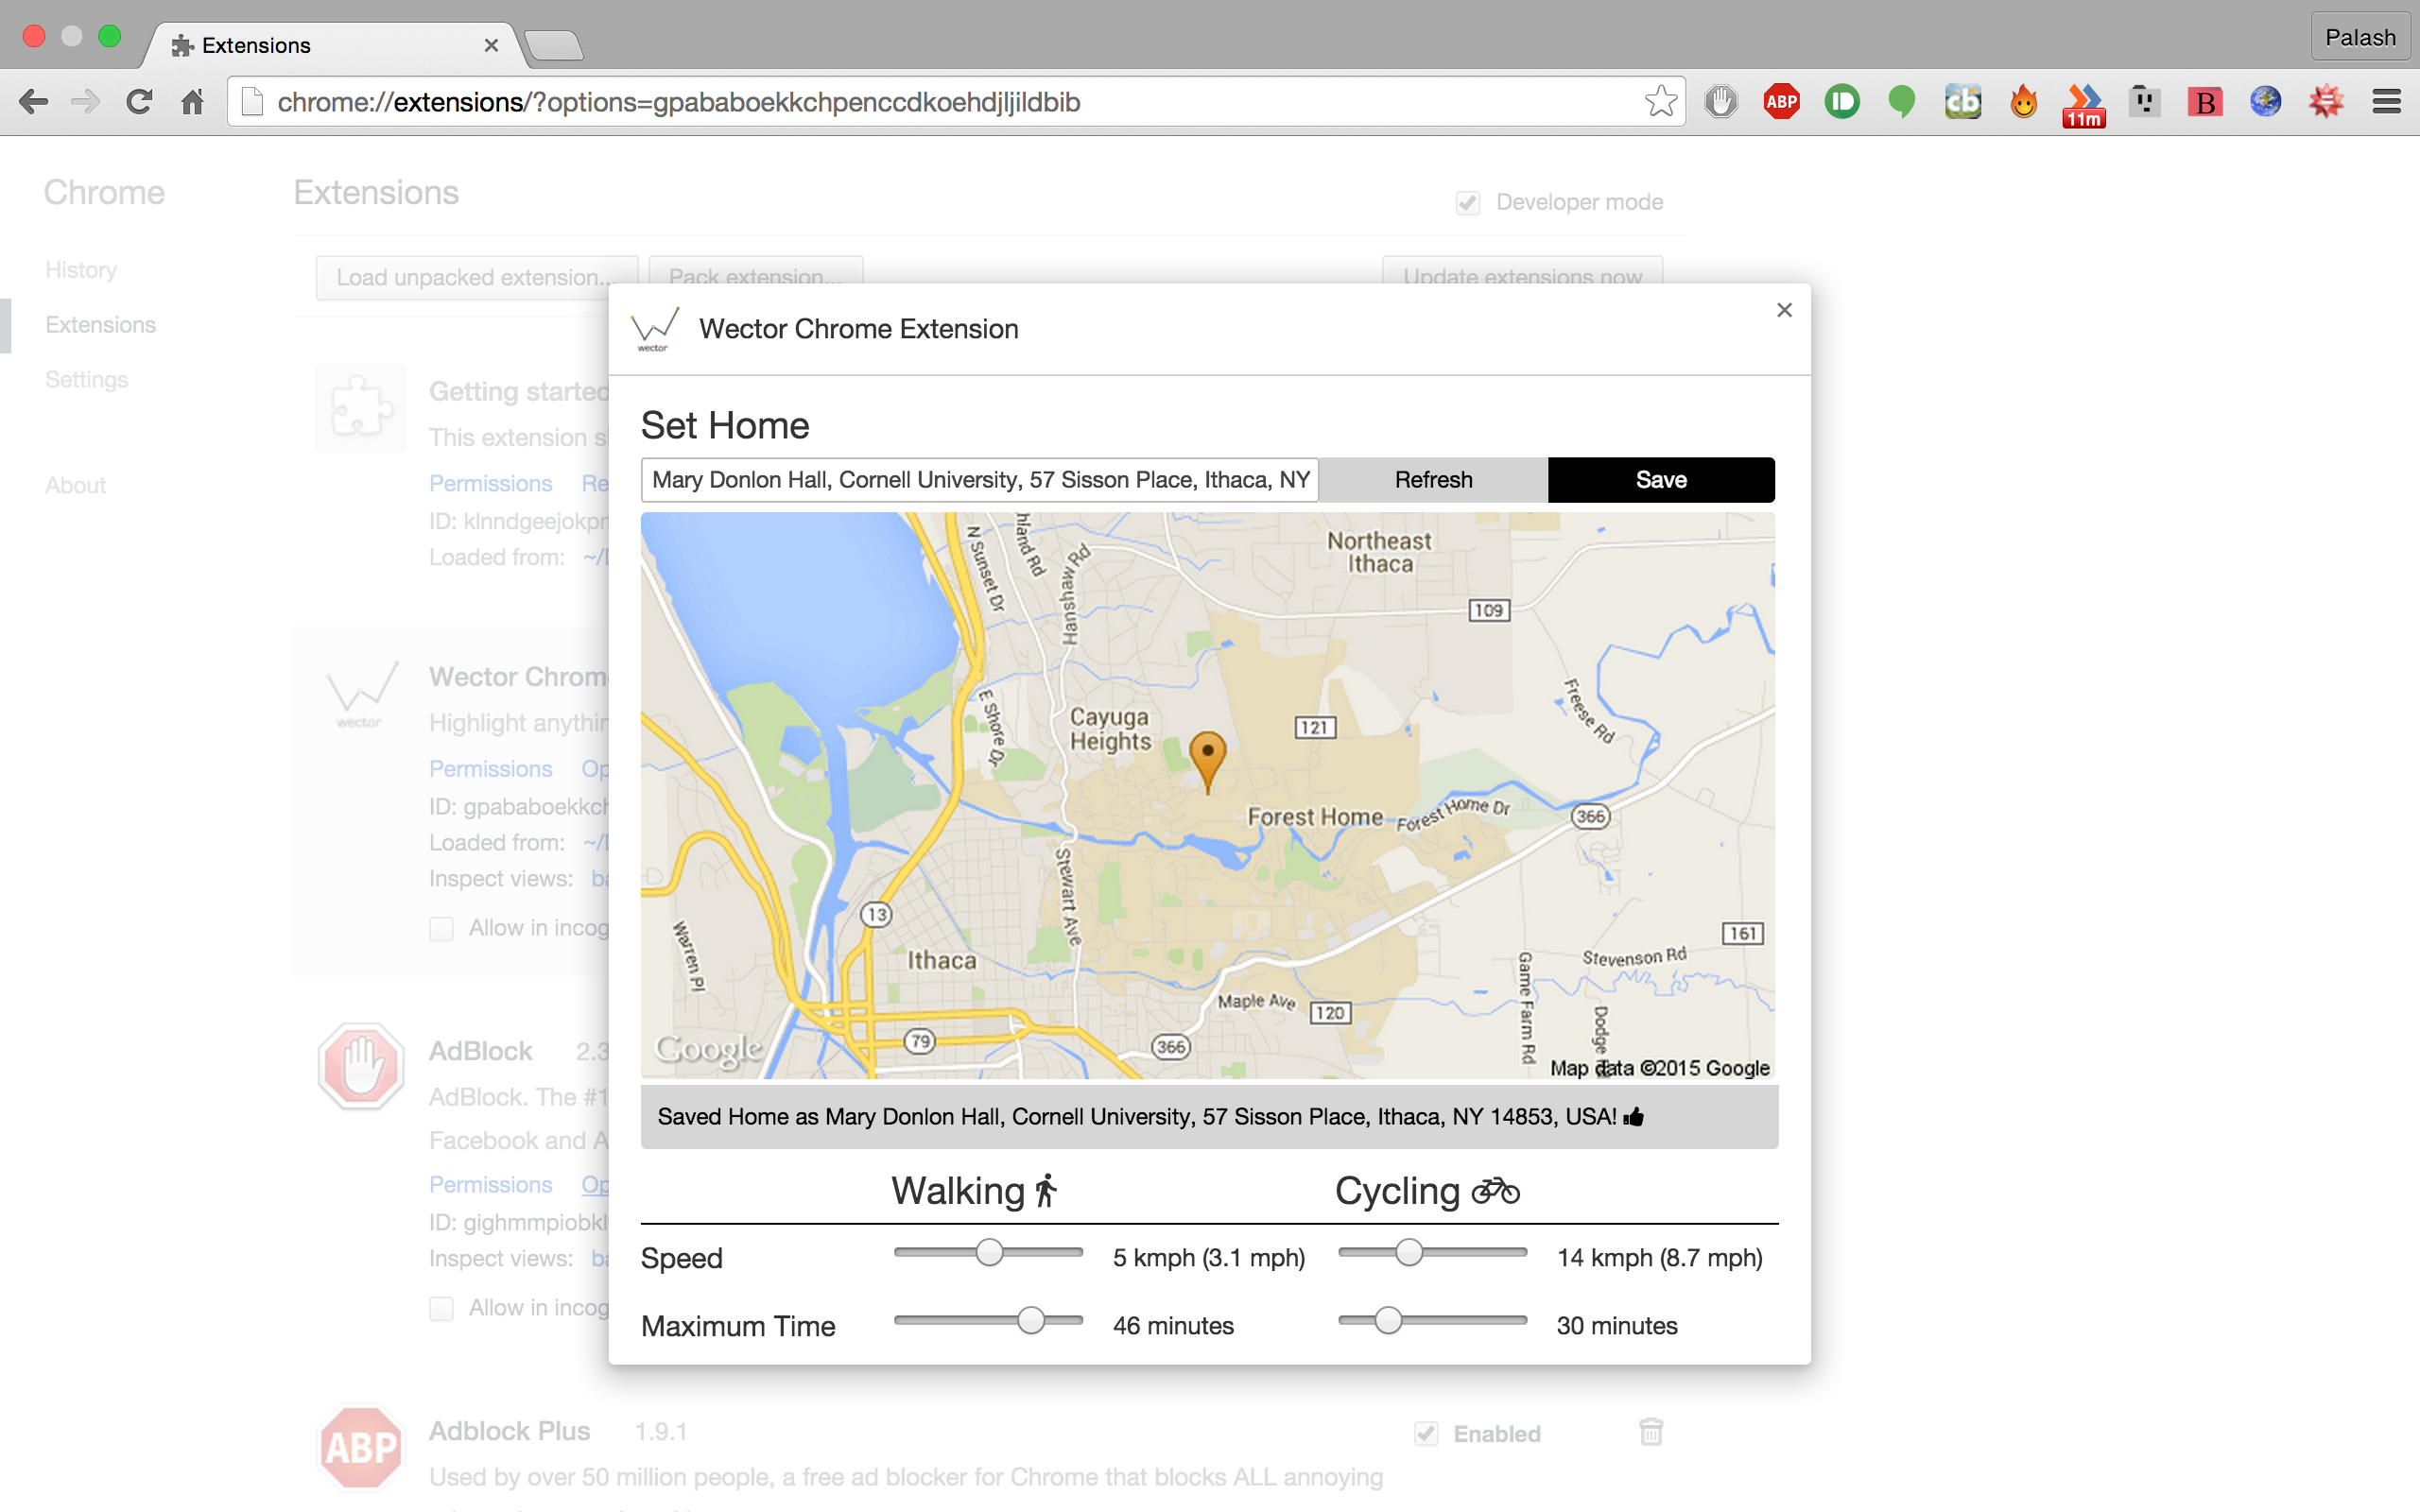 Extensions
Palash
chrome://extensions/?options=gpababoekkchpenccdkoehdjljildbib
ABP
cb
11m
B
Chrome
Extensions
Developer mode
History
Extensions
Settings
About
Load unpacked extension...
Pack extension...
Update extensions now
Getting started
This extension s
Permissions Re
ID: klnndgeejokpr
Loaded from: ~/D
wector
Wector Chrom
Highlight anythin
Permissions Op
ID: gpababoekkch
Loaded from: ~/D
Inspect views: ba
Allow in incog
AdBlock 2.3
AdBlock. The #1
Facebook and A
Permissions Op
ID: gighmmpiobkl
Inspect views: ba
Allow in incog
ABP
Adblock Plus 1.9.1
Enabled
Used by over 50 million people, a free ad blocker for Chrome that blocks ALL annoying
wector
Wector Chrome Extension
Set Home
Mary Donlon Hall, Cornell University, 57 Sisson Place, Ithaca, NY
Refresh
Save
N Sunset Dr
hland Rd
Hanshaw Rd
Northeast
Ithaca
109
Freese Rd
E Shore Dr
Cayuga
Heights
121
Forest Home
Forest Home Dr
366
Stewart Ave
13
Warren Pl
Ithaca
161
Stevenson Rd
Game Farm Rd
Maple Ave
120
Dodge
79
366
Google
Map data ©2015 Google
Saved Home as Mary Donlon Hall, Cornell University, 57 Sisson Place, Ithaca, NY 14853, USA!
Walking
Cycling
Speed
5 kmph (3.1 mph)
14 kmph (8.7 mph)
Maximum Time
46 minutes
30 minutes